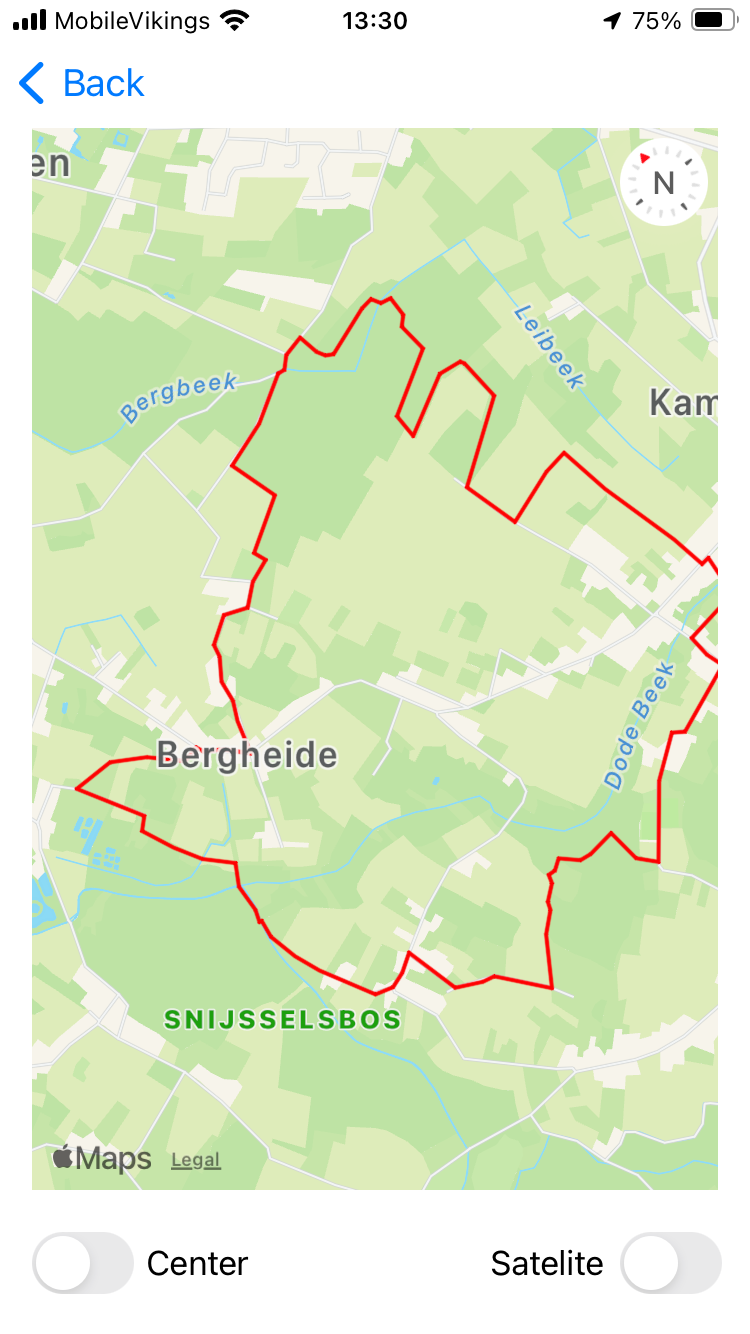 MobileVikings 13:30 75%
Back
en
N
Leibeek
Bergbeek
Kam
Dode Beek
Bergheide
SNIJSSELSBOS
Maps Legal
Center Satelite